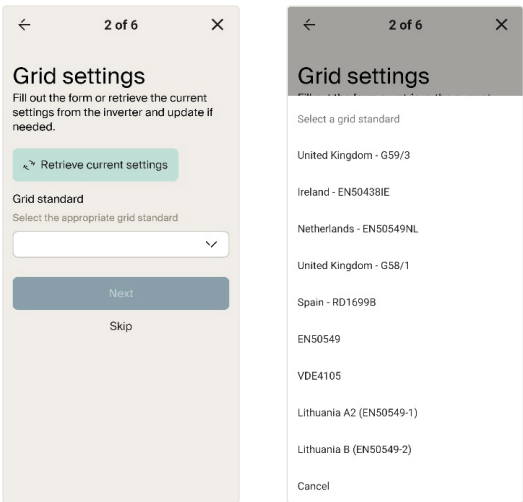 2 of 6
Grid settings
Fill out the form or retrieve the current
settings from the inverter and update if
needed.
Retrieve current settings
Grid standard
Select the appropriate grid standard
Next
Skip
2 of 6
Grid settings
Select a grid standard
United Kingdom - G59/3
Ireland - EN50438IE
Netherlands - EN50549NL
United Kingdom - G58/1
Spain - RD1699B
EN50549
VDE4105
Lithuania A2 (EN50549-1)
Lithuania B (EN50549-2)
Cancel